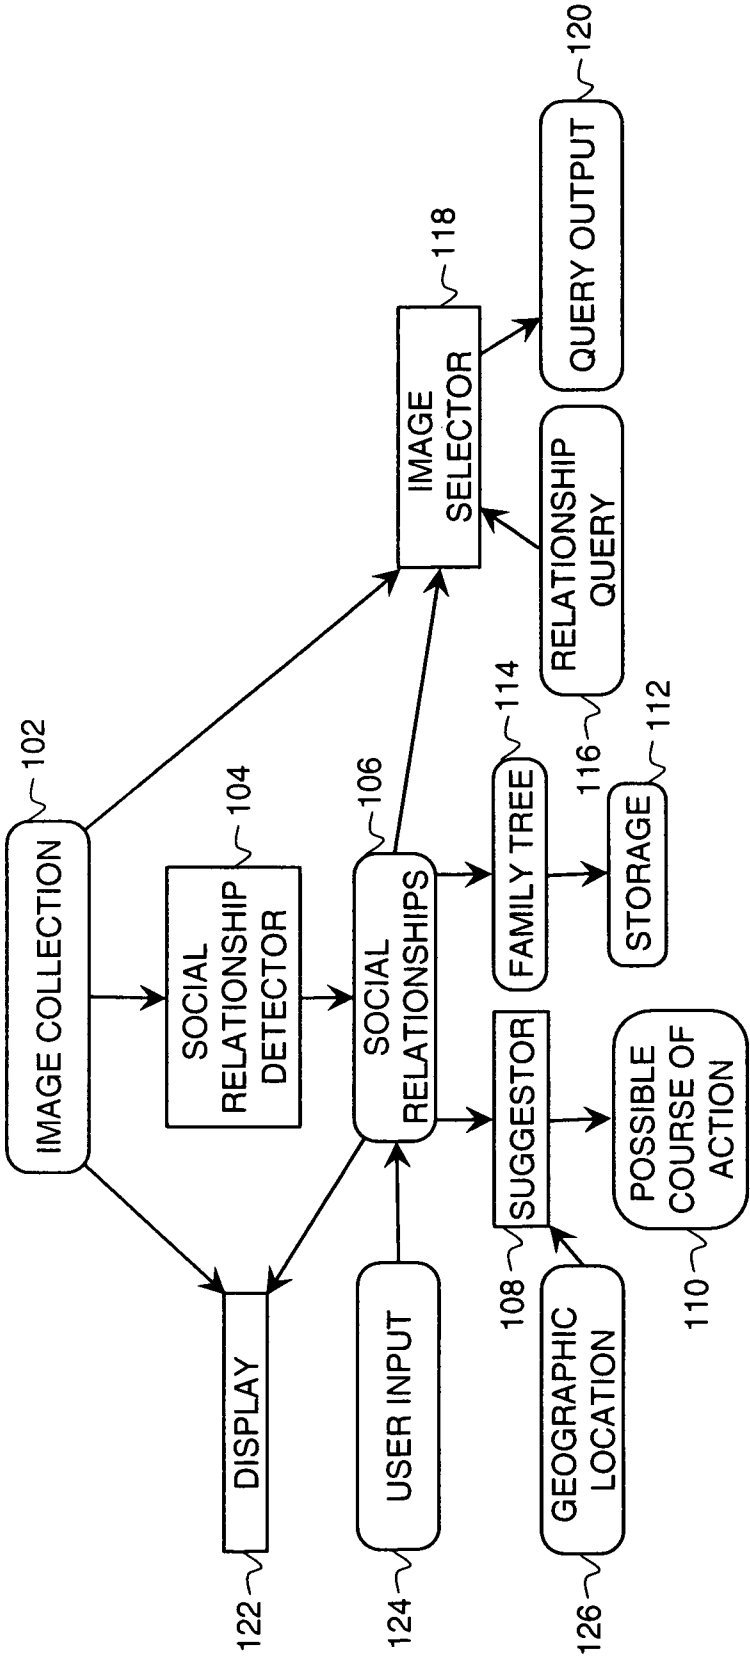 102
IMAGE COLLECTION
104
SOCIAL
RELATIONSHIP
DETECTOR
DISPLAY
122
106
SOCIAL
RELATIONSHIPS
USER INPUT
124
IMAGE
SELECTOR
118
108
SUGGESTOR
FAMILY TREE
114
GEOGRAPHIC
LOCATION
126
RELATIONSHIP
QUERY
116
QUERY OUTPUT
120
POSSIBLE
COURSE OF
ACTION
110
STORAGE
112